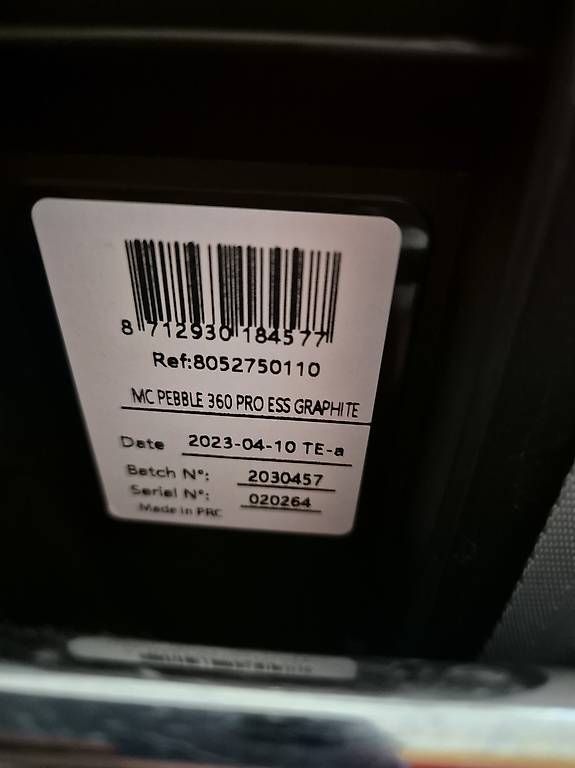 8 712930 184577
Ref:8052750110
MC PEBBLE 360 PRO ESS GRAPHITE
Date 2023-04-10 TE-a
Batch N°: 2030457
Serial N°: 020264
Made in PRC